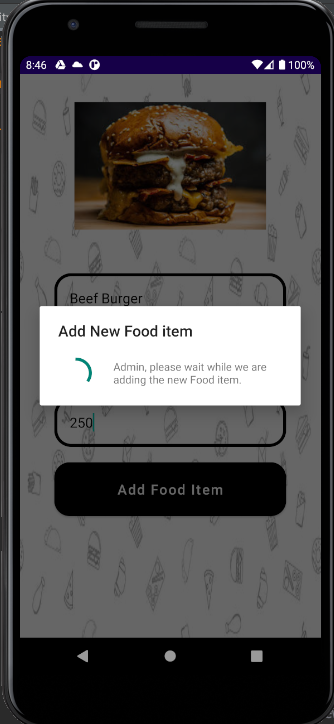 8:46
100%
Beef Burger
Add New Food item
Admin, please wait while we are
adding the new Food item.
250
Add Food Item